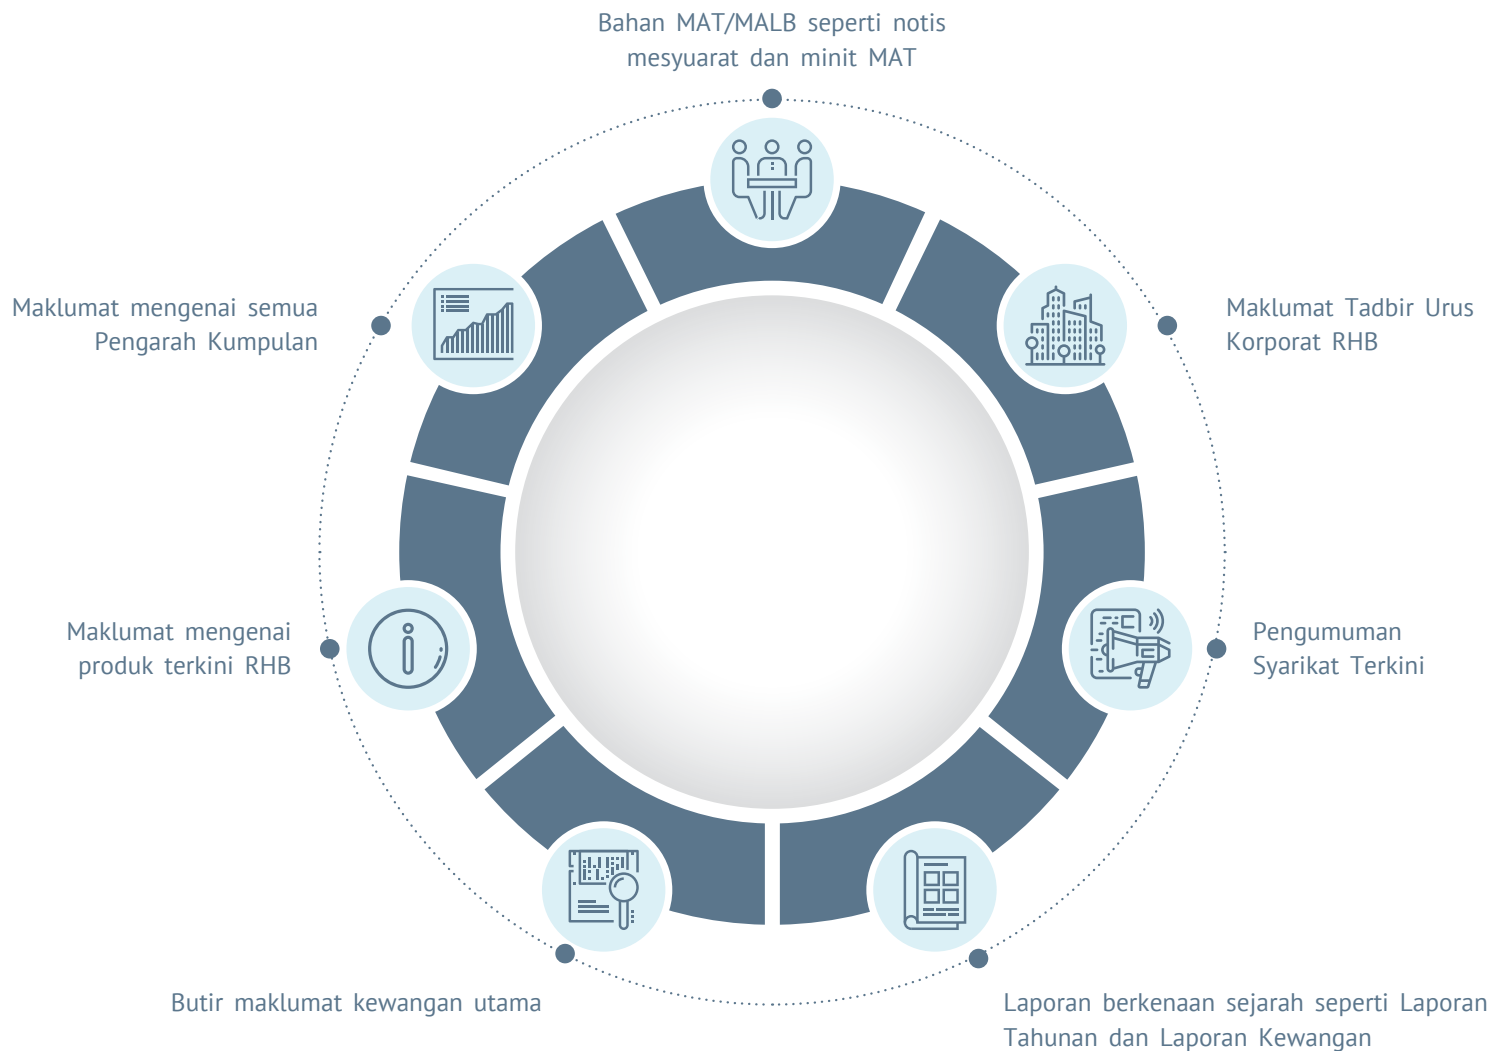 Bahan MAT/MALB seperti notis
mesyuarat dan minit MAT
Maklumat mengenai semua
Pengarah Kumpulan
Maklumat Tadbir Urus
Korporat RHB
Maklumat mengenai
produk terkini RHB
Pengumuman
Syarikat Terkini
Butir maklumat kewangan utama
Laporan berkenaan sejarah seperti Laporan
Tahunan dan Laporan Kewangan